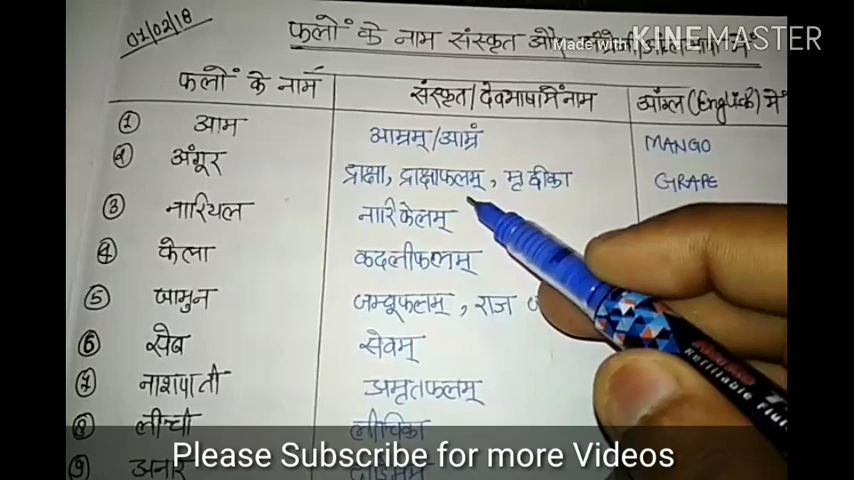 07/02/18
फलों के नाम संस्कृत और
Made with KINEMASTER
फलों के नाम संस्कृत/देवभाषामें नाम आंग्ल (English) में
① आम आम्रम्/आम्रं MANGO
② अंगूर द्राक्षा, द्राक्षाफलम्, मृद्वीका GRAPE
③ नारियल नारिकेलम्
④ केला कदलीफलम्
⑤ जामुन जम्बूफलम्, राज
⑥ सेब सेवम्
⑦ नाशपाती अमृतफलम्
⑧ लीच्ची लीचिका
⑨ अनार
Please Subscribe for more Videos